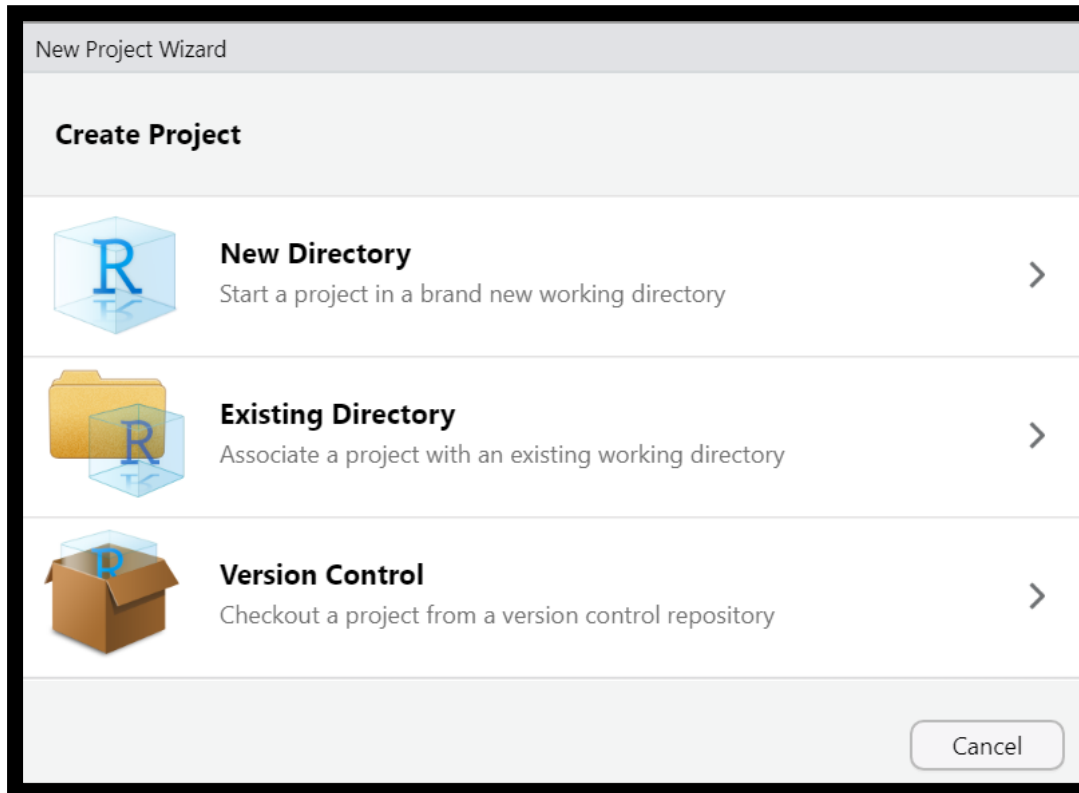 New Project Wizard
Create Project
R
New Directory
Start a project in a brand new working directory
R
Existing Directory
Associate a project with an existing working directory
R
Version Control
Checkout a project from a version control repository
Cancel